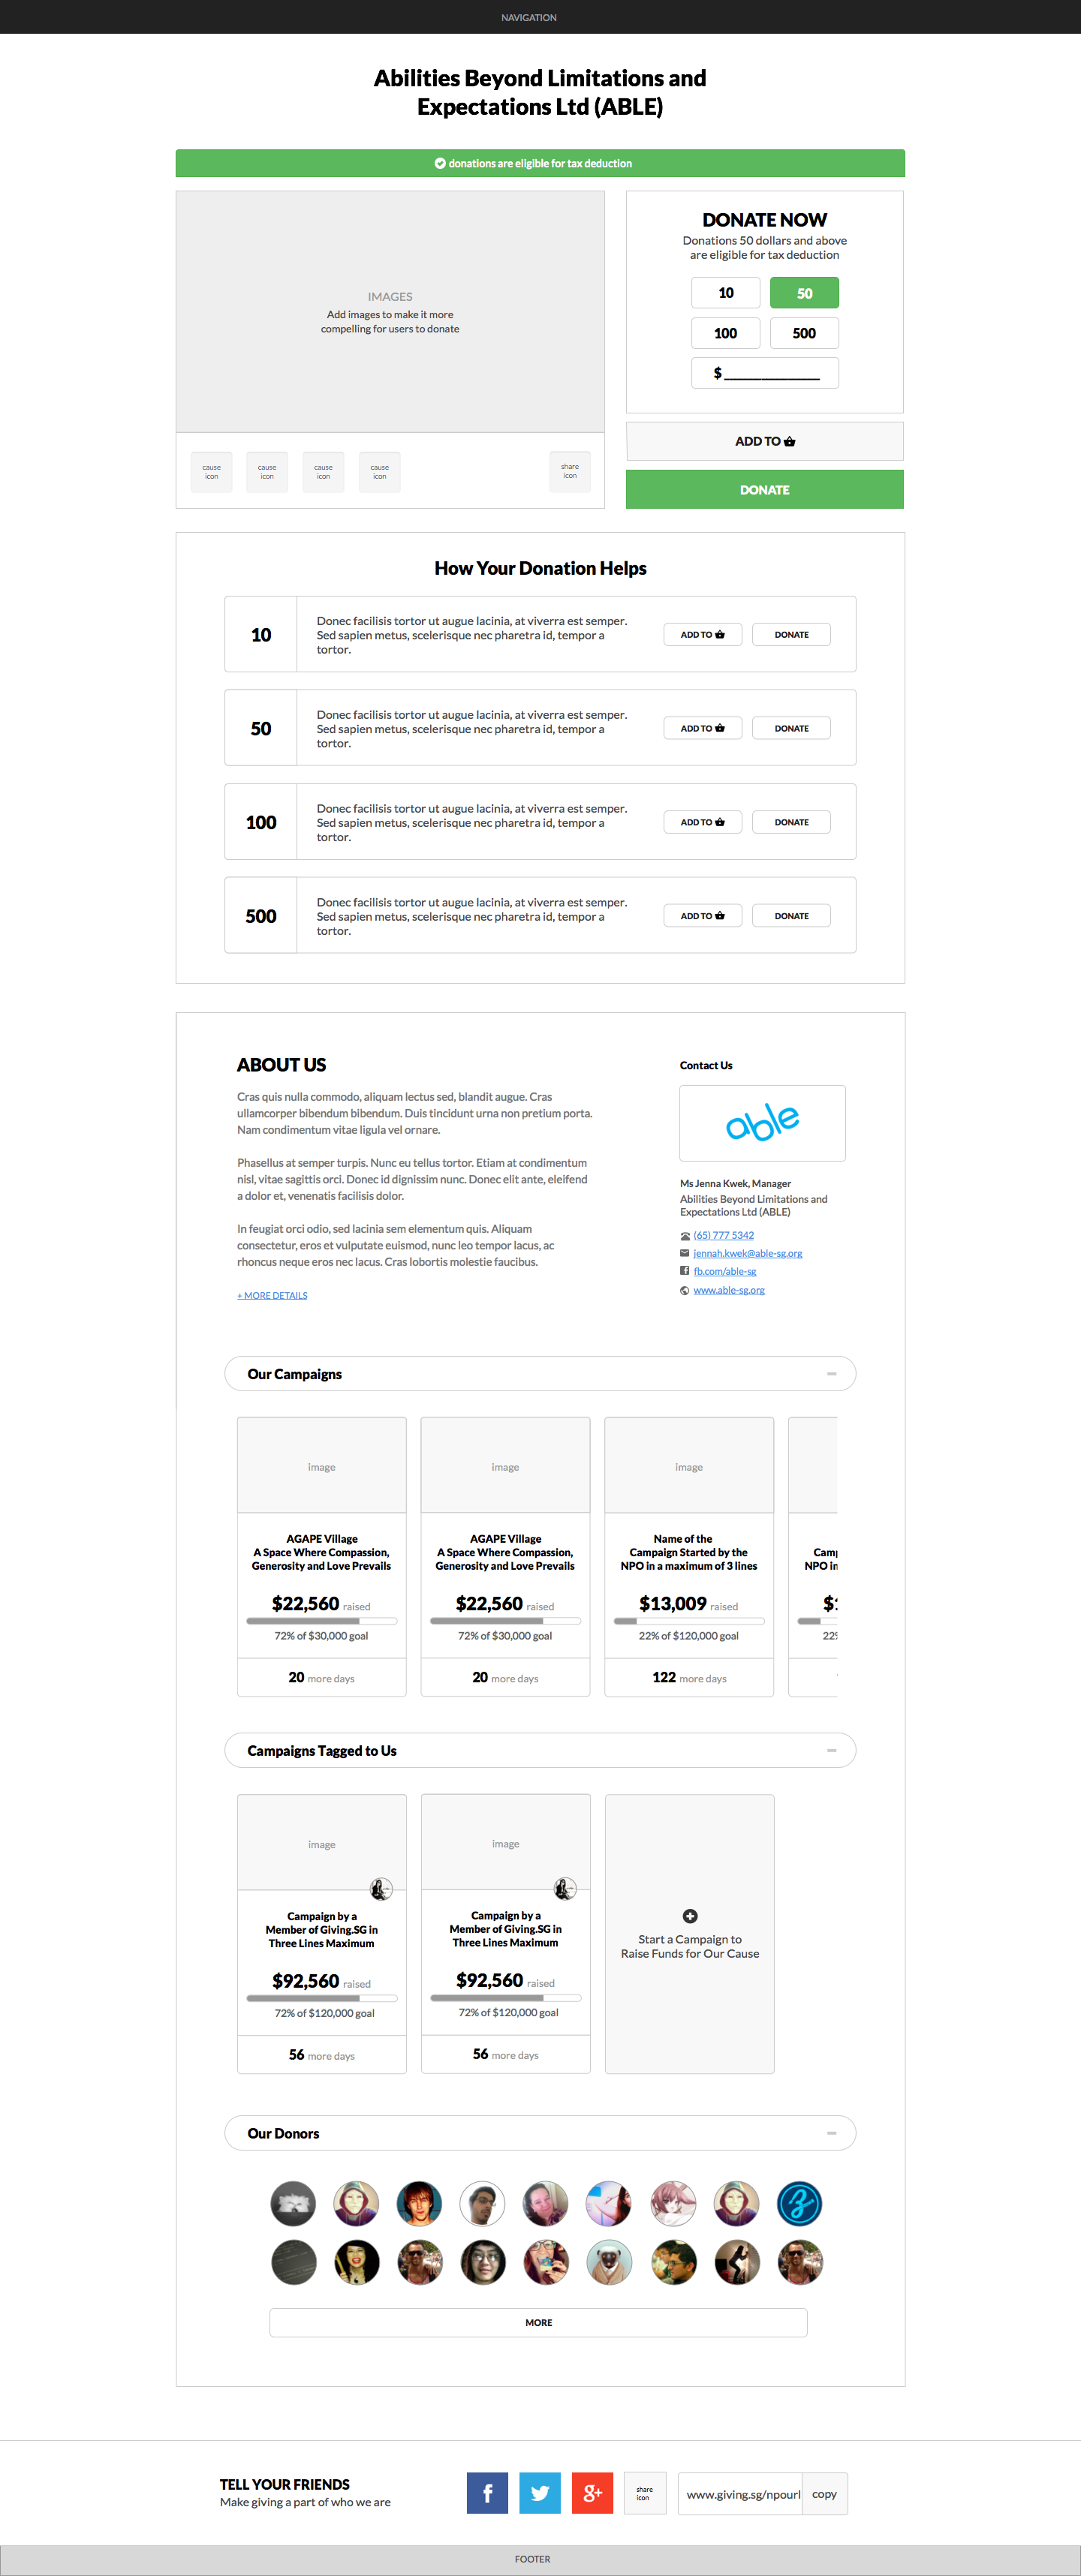 NAVIGATION
Abilities Beyond Limitations and
Expectations Ltd (ABLE)
donations are eligible for tax deduction
IMAGES
Add images to make it more
compelling for users to donate
cause
icon
cause
icon
cause
icon
cause
icon
share
icon
DONATE NOW
Donations 50 dollars and above
are eligible for tax deduction
10
50
100
500
$
ADD TO
DONATE
How Your Donation Helps
10
Donec facilisis tortor ut augue lacinia, at viverra est semper.
Sed sapien metus, scelerisque nec pharetra id, tempor a
tortor.
ADD TO
DONATE
50
Donec facilisis tortor ut augue lacinia, at viverra est semper.
Sed sapien metus, scelerisque nec pharetra id, tempor a
tortor.
ADD TO
DONATE
100
Donec facilisis tortor ut augue lacinia, at viverra est semper.
Sed sapien metus, scelerisque nec pharetra id, tempor a
tortor.
ADD TO
DONATE
500
Donec facilisis tortor ut augue lacinia, at viverra est semper.
Sed sapien metus, scelerisque nec pharetra id, tempor a
tortor.
ADD TO
DONATE
ABOUT US
Cras quis nulla commodo, aliquam lectus sed, blandit augue. Cras
ullamcorper bibendum bibendum. Duis tincidunt urna non pretium porta.
Nam condimentum vitae ligula vel ornare.
Phasellus at semper turpis. Nunc eu tellus tortor. Etiam at condimentum
nisl, vitae sagittis orci. Donec id dignissim nunc. Donec elit ante, eleifend
a dolor et, venenatis facilisis dolor.
In feugiat orci odio, sed lacinia sem elementum quis. Aliquam
consectetur, eros et vulputate euismod, nunc leo tempor lacus, ac
rhoncus neque eros nec lacus. Cras lobortis molestie faucibus.
+ MORE DETAILS
Contact Us
able
Ms Jenna Kwek, Manager
Abilities Beyond Limitations and
Expectations Ltd (ABLE)
(65) 777 5342
jennah.kwek@able-sg.org
fb.com/able-sg
www.able-sg.org
Our Campaigns
image
AGAPE Village
A Space Where Compassion,
Generosity and Love Prevails
$22,560 raised
72% of $30,000 goal
20 more days
image
AGAPE Village
A Space Where Compassion,
Generosity and Love Prevails
$22,560 raised
72% of $30,000 goal
20 more days
image
Name of the
Campaign Started by the
NPO in a maximum of 3 lines
$13,009 raised
22% of $120,000 goal
122 more days
Camp
NPO in
$1
22%
Campaigns Tagged to Us
image
Campaign by a
Member of Giving.SG in
Three Lines Maximum
$92,560 raised
72% of $120,000 goal
56 more days
image
Campaign by a
Member of Giving.SG in
Three Lines Maximum
$92,560 raised
72% of $120,000 goal
56 more days
Start a Campaign to
Raise Funds for Our Cause
Our Donors
MORE
TELL YOUR FRIENDS
Make giving a part of who we are
f
g+
share
icon
www.giving.sg/npourl
copy
FOOTER